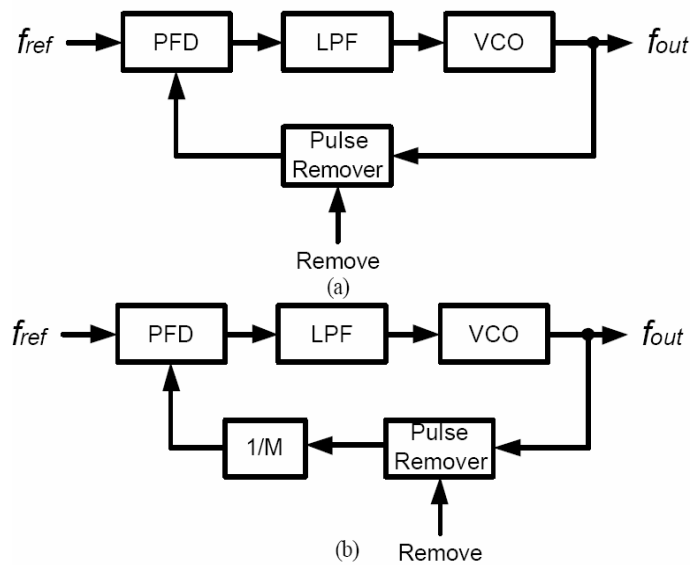 fref PFD LPF VCO fout
Pulse
Remover
Remove
(a)
fref PFD LPF VCO fout
1/M Pulse
Remover
(b) Remove